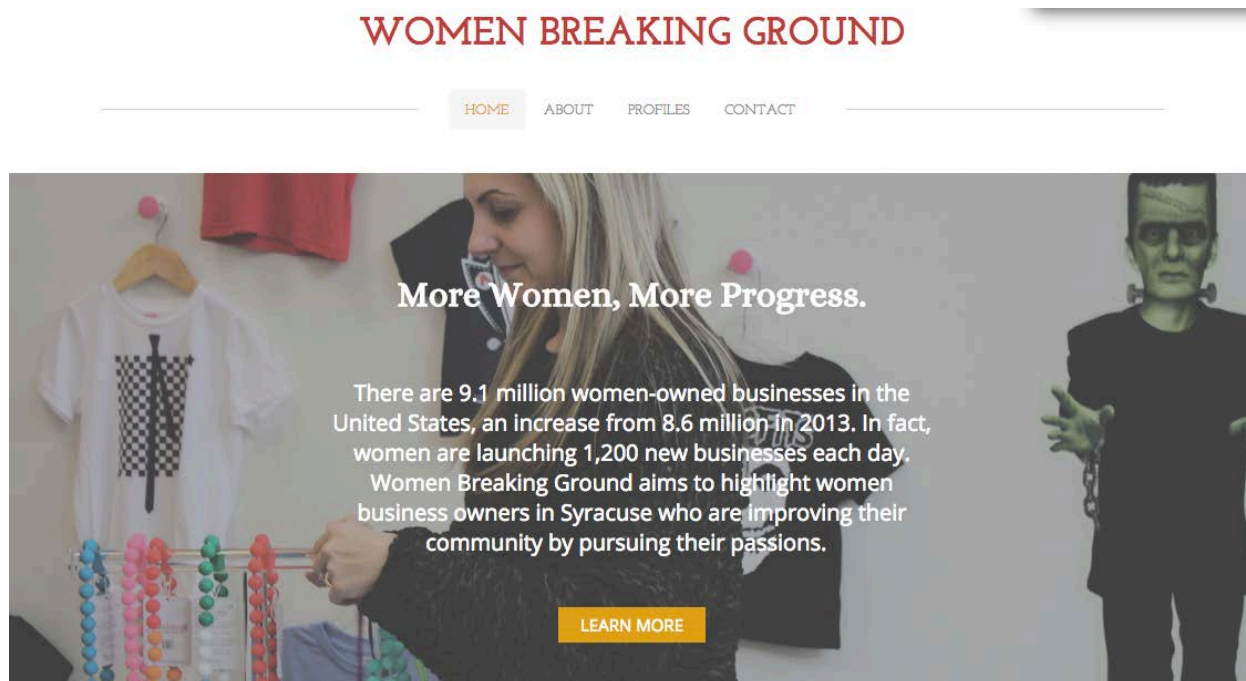 WOMEN BREAKING GROUND
HOME ABOUT PROFILES CONTACT
More Women, More Progress.
There are 9.1 million women-owned businesses in the
United States, an increase from 8.6 million in 2013. In fact,
women are launching 1,200 new businesses each day.
Women Breaking Ground aims to highlight women
business owners in Syracuse who are improving their
community by pursuing their passions.
LEARN MORE